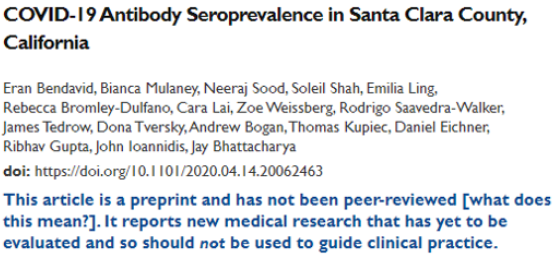 COVID-19 Antibody Seroprevalence in Santa Clara County,
California
Eran Bendavid, Bianca Mulaney, Neeraj Sood, Soleil Shah, Emilia Ling,
Rebecca Bromley-Dulfano, Cara Lai, Zoe Weissberg, Rodrigo Saavedra-Walker,
James Tedrow, Dona Tversky, Andrew Bogan, Thomas Kupiec, Daniel Eichner,
Ribhav Gupta, John Ioannidis, Jay Bhattacharya
doi: https://doi.org/10.1101/2020.04.14.20062463
This article is a preprint and has not been peer-reviewed [what does
this mean?]. It reports new medical research that has yet to be
evaluated and so should not be used to guide clinical practice.